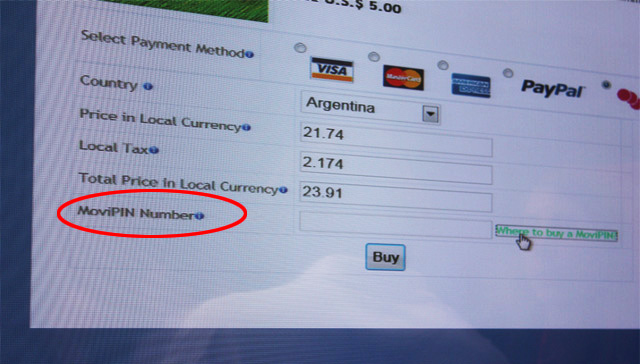 U.S.$ 5.00
Select Payment Method
VISA
MasterCard
AMERICAN EXPRESS
PayPal
Country
Argentina
Price in Local Currency
21.74
Local Tax
2.174
Total Price in Local Currency
23.91
MoviPIN Number
Where to buy a MoviPIN?
Buy